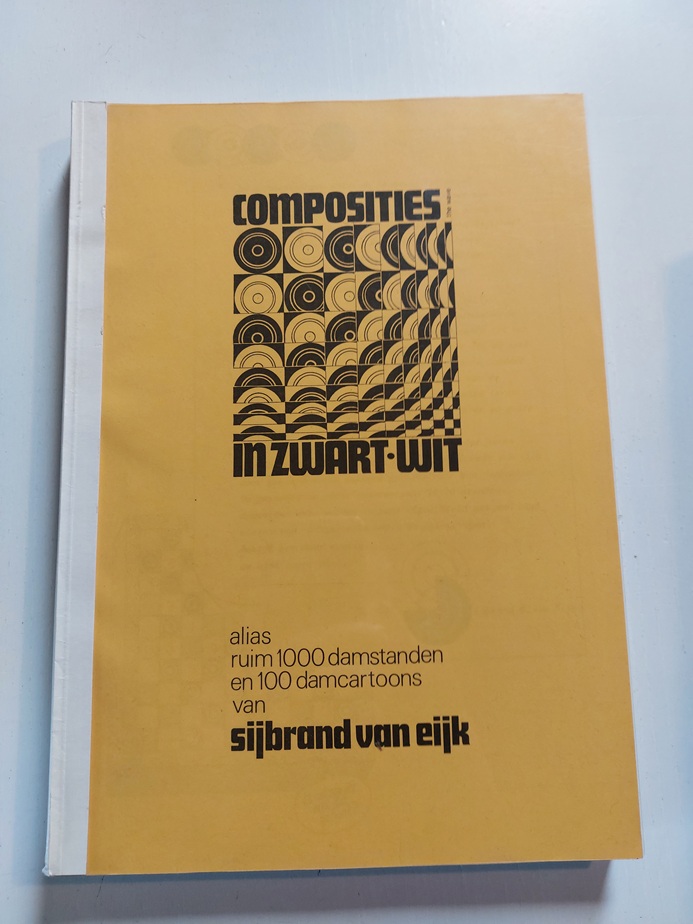 COMPOSITIES
IN ZWART·WIT
alias
ruim 1000 damstanden
en 100 damcartoons
van
sijbrand van eijk